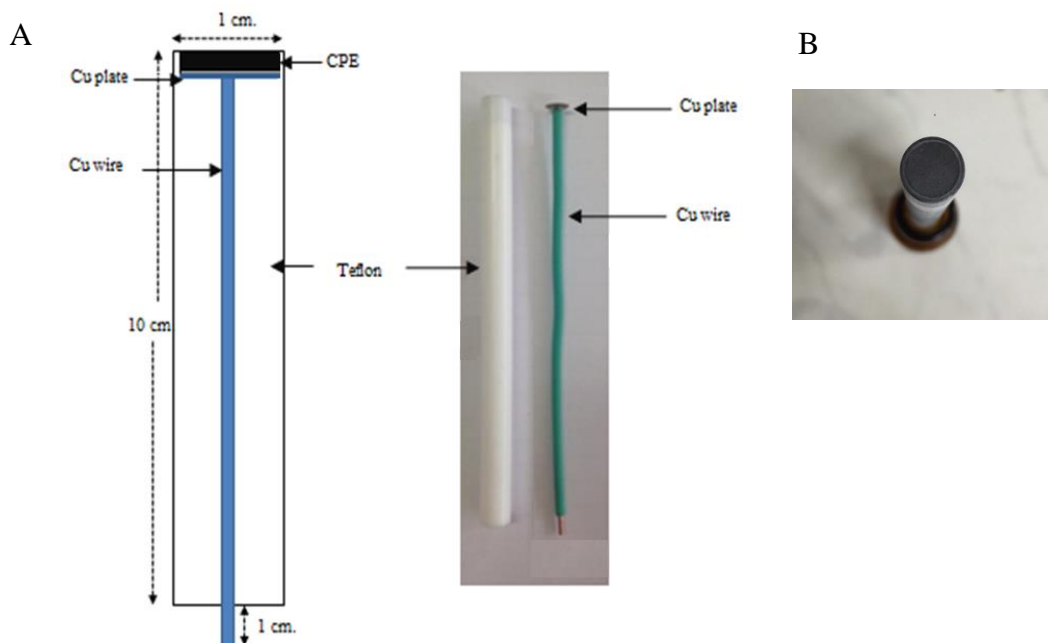 A
1 cm.
B
CPE
Cu plate
Cu plate
Cu wire
Cu wire
Teflon
10 cm.
1 cm.